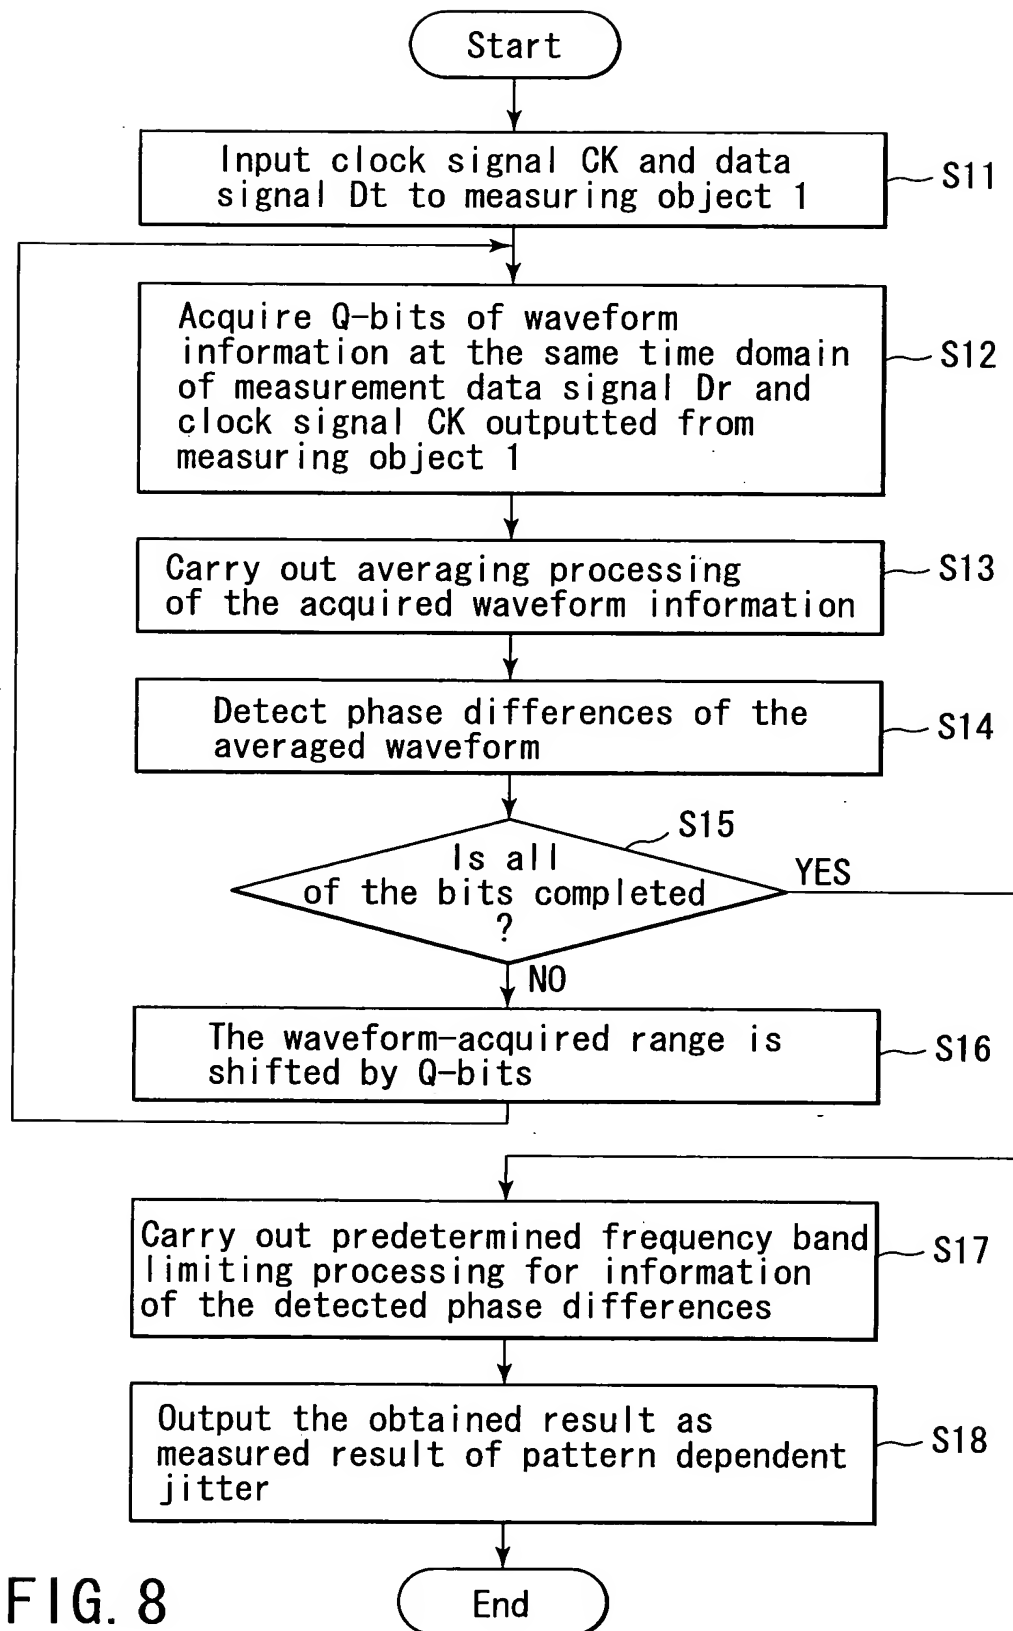 Start
Input clock signal CK and data
signal Dt to measuring object 1
S11
Acquire Q-bits of waveform
information at the same time domain
of measurement data signal Dr and
clock signal CK outputted from
measuring object 1
S12
Carry out averaging processing
of the acquired waveform information
S13
Detect phase differences of the
averaged waveform
S14
S15
Is all
of the bits completed
?
YES
NO
The waveform-acquired range is
shifted by Q-bits
S16
Carry out predetermined frequency band
limiting processing for information
of the detected phase differences
S17
Output the obtained result as
measured result of pattern dependent
jitter
S18
End
FIG. 8